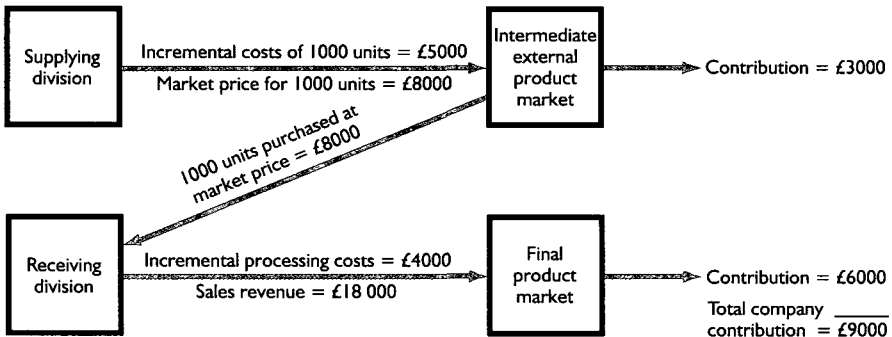 Supplying
division
Incremental costs of 1000 units = £5000
Market price for 1000 units = £8000
Intermediate
external
product
market
Contribution = £3000
1000 units purchased at
market price = £8000
Receiving
division
Incremental processing costs = £4000
Sales revenue = £18 000
Final
product
market
Contribution = £6000
Total company
contribution = £9000